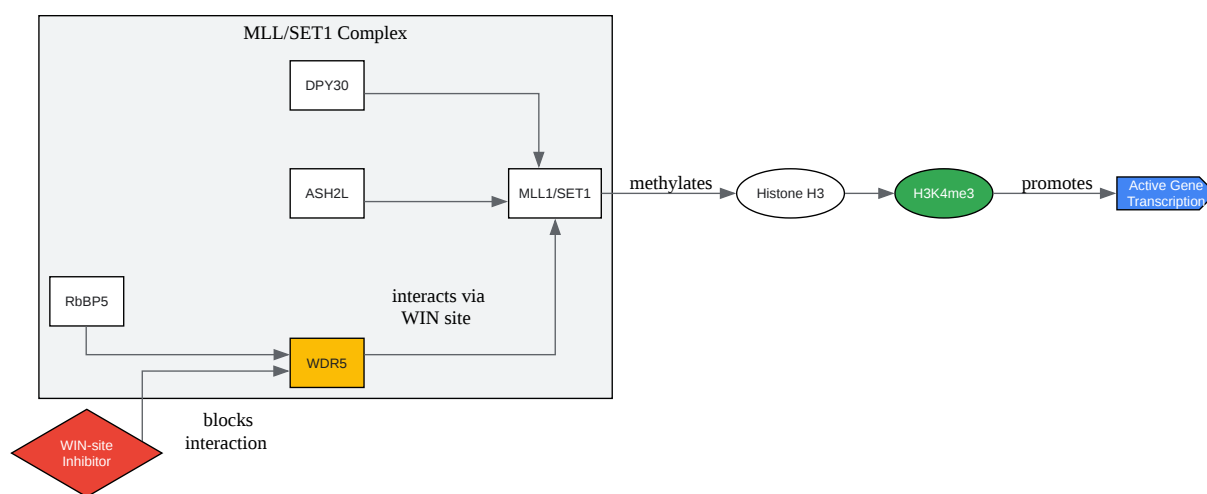 MLL/SET1 Complex
DPY30
ASH2L
MLL1/SET1
methylates
Histone H3
H3K4me3
promotes
Active Gene
Transcription
RbBP5
interacts via
WIN site
WDR5
blocks
interaction
WIN-site
Inhibitor